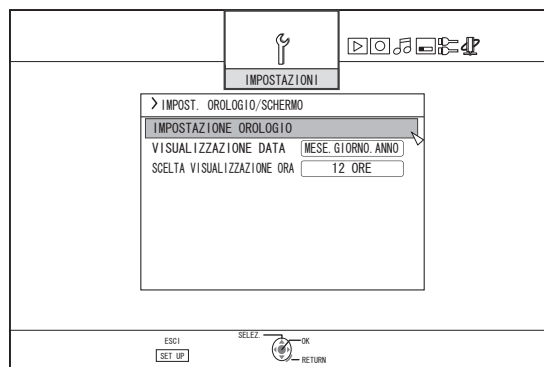 IMPOSTAZIONI
IMPOST. OROLOGIO/SCHERMO
IMPOSTAZIONE OROLOGIO
VISUALIZZAZIONE DATA MESE.GIORNO.ANNO
SCELTA VISUALIZZAZIONE ORA 12 ORE
ESCI
SET UP
SELEZ.
OK
RETURN